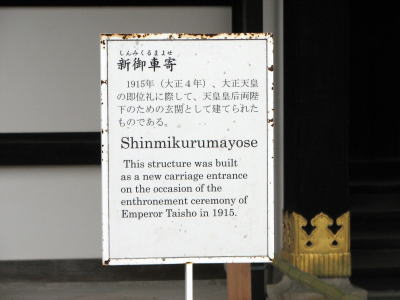 しんみくるまよせ
新御車寄
1915年（大正４年）、大正天皇
の即位礼に際して、天皇皇后両陛
下のための玄関として建てられた
ものである。
Shinmikurumayose
This structure was built
as a new carriage entrance
on the occasion of the
enthronement ceremony of
Emperor Taisho in 1915.